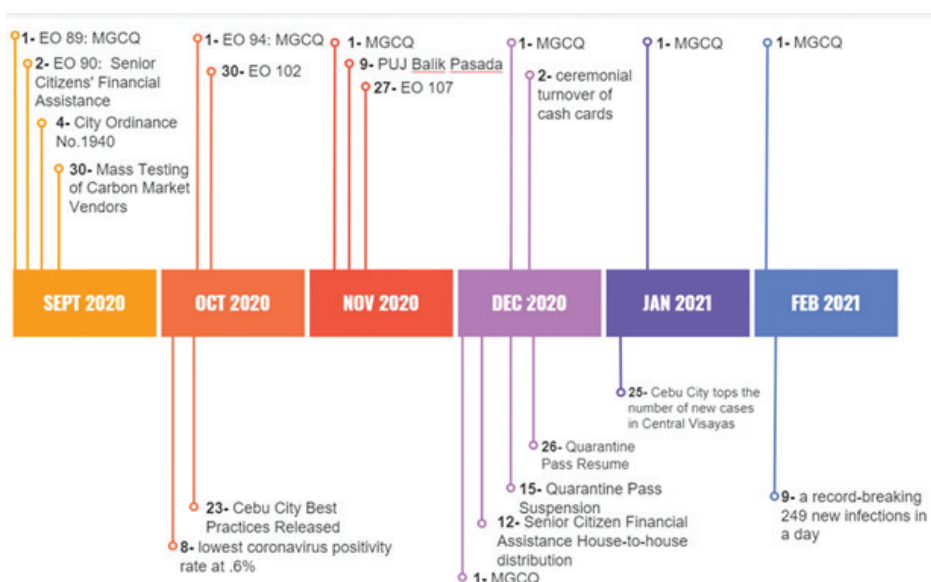 1- EO 89: MGCQ
2- EO 90:  Senior
Citizens' Financial
Assistance
4- City Ordinance
No.1940
30- Mass Testing
of Carbon Market
Vendors
1- EO 94: MGCQ
30- EO 102
1- MGCQ
9- PUJ Balik Pasada
27- EO 107
1- MGCQ
2- ceremonial
turnover of
cash cards
1- MGCQ
1- MGCQ
SEPT 2020
OCT 2020
NOV 2020
DEC 2020
JAN 2021
FEB 2021
23- Cebu City Best
Practices Released
8- lowest coronavirus positivity
rate at .6%
26- Quarantine
Pass Resume
15- Quarantine Pass
Suspension
12- Senior Citizen Financial
Assistance House-to-house
distribution
1- MGCQ
25- Cebu City tops the
number of new cases
in Central Visayas
9- a record-breaking
249 new infections in
a day